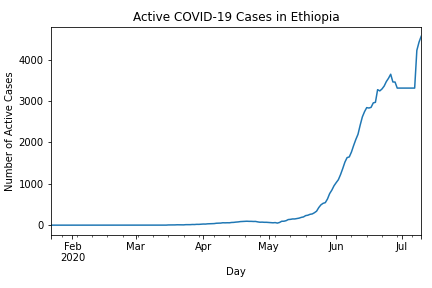 Active COVID-19 Cases in Ethiopia
Number of Active Cases
4000
3000
2000
1000
0
Feb
2020
Mar
Apr
May
Jun
Jul
Day